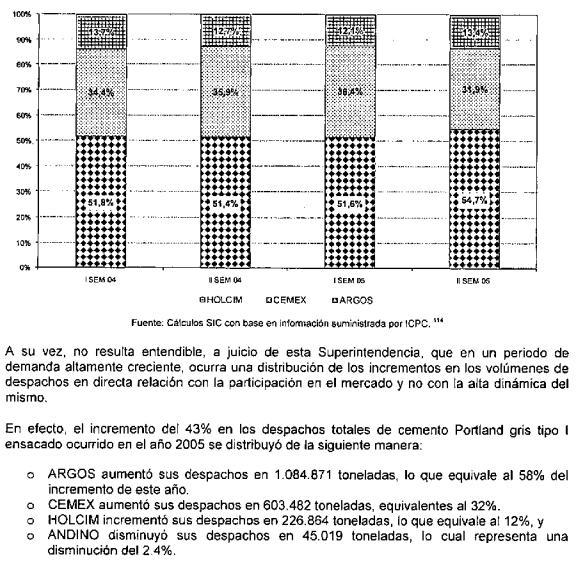 100%
90%
80%
70%
60%
50%
40%
30%
20%
10%
0%
13,7% 12,7% 12,1% 13,4%
34,4% 35,9% 36,4% 31,9%
51,8% 51,4% 51,6% 54,7%
I SEM 04 II SEM 04 I SEM 05 II SEM 05
HOLCIM CEMEX ARGOS
Fuente: Cálculos SIC con base en información suministrada por ICPC. 114
A su vez, no resulta entendible, a juicio de esta Superintendencia, que en un periodo de
demanda altamente creciente, ocurra una distribución de los incrementos en los volúmenes de
despachos en directa relación con la participación en el mercado y no con la alta dinámica del
mismo.
En efecto, el incremento del 43% en los despachos totales de cemento Portland gris tipo I
ensacado ocurrido en el año 2005 se distribuyó de la siguiente manera:
o ARGOS aumentó sus despachos en 1.084.871 toneladas, lo que equivale al 58% del
incremento de este año.
o CEMEX aumentó sus despachos en 603.482 toneladas, equivalentes al 32%.
o HOLCIM incrementó sus despachos en 226.864 toneladas, lo que equivale al 12%, y
o ANDINO disminuyó sus despachos en 45.019 toneladas, lo cual representa una
disminución del 2.4%.